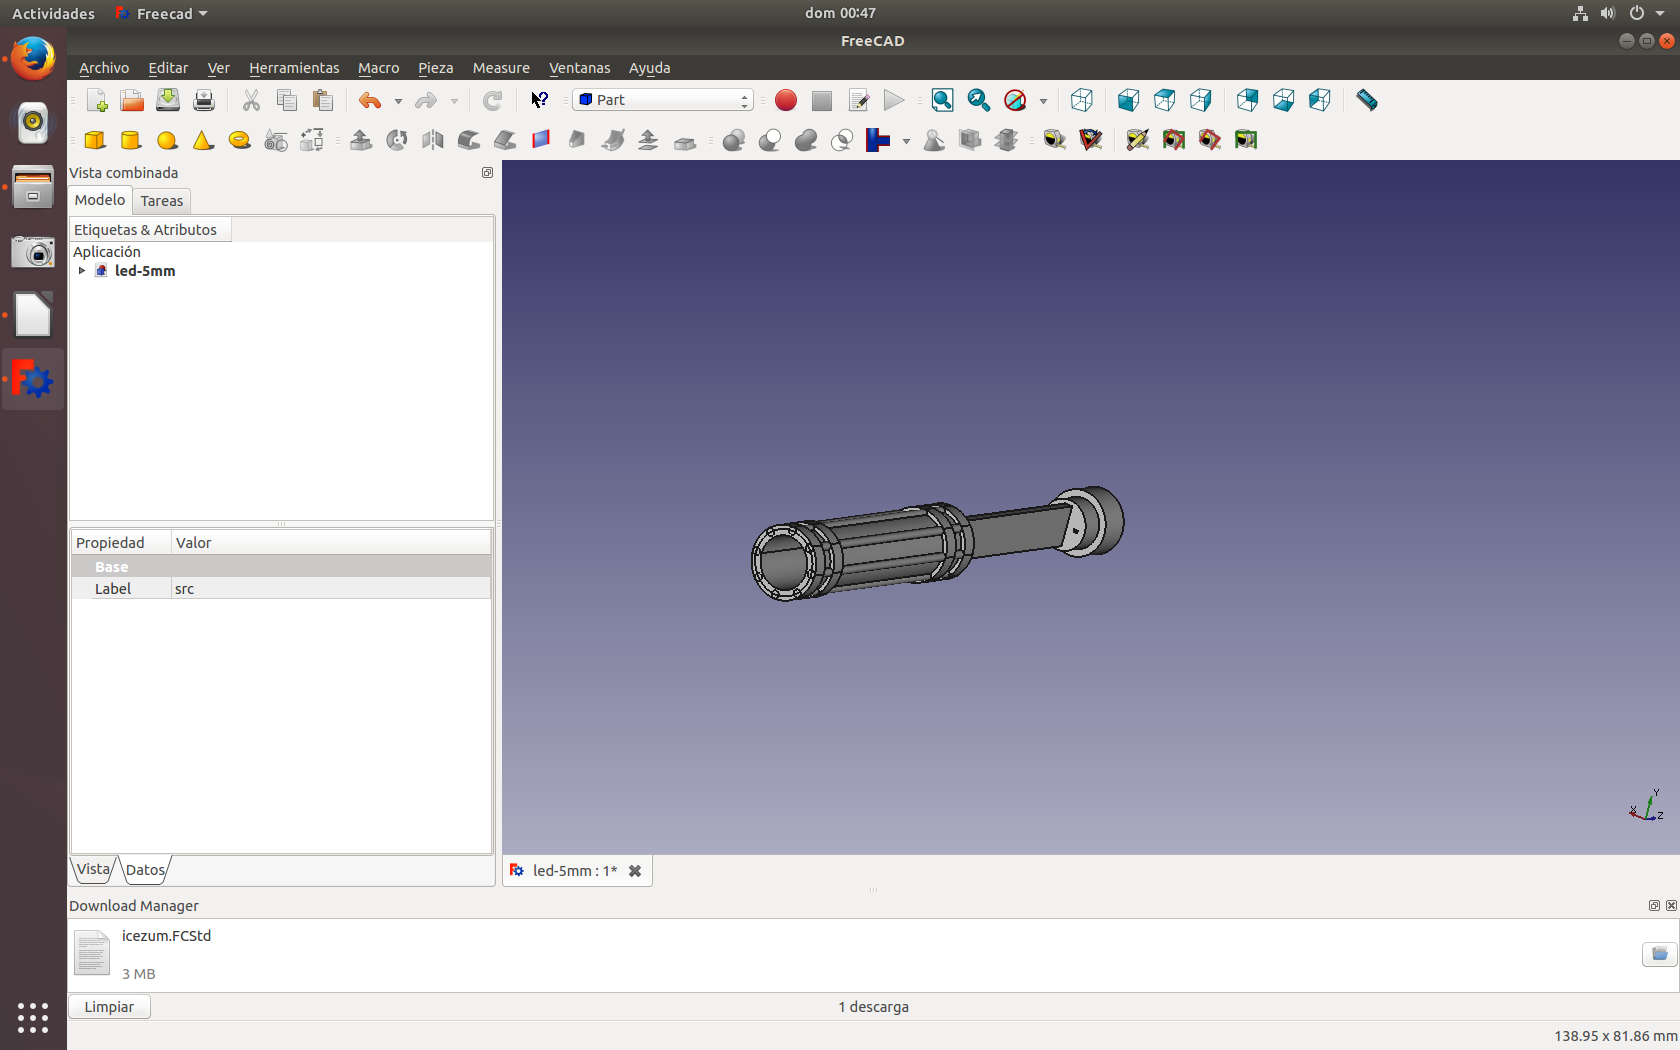 Actividades Freecad dom 00:47
FreeCAD
Archivo Editar Ver Herramientas Macro Pieza Measure Ventanas Ayuda
Part
Vista combinada
Modelo Tareas
Etiquetas & Atributos
Aplicación
led-5mm
Propiedad Valor
Base
Label src
Vista Datos
Y
X
Z
led-5mm : 1*
Download Manager
icezum.FCStd
3 MB
Limpiar 1 descarga
138.95 x 81.86 mm